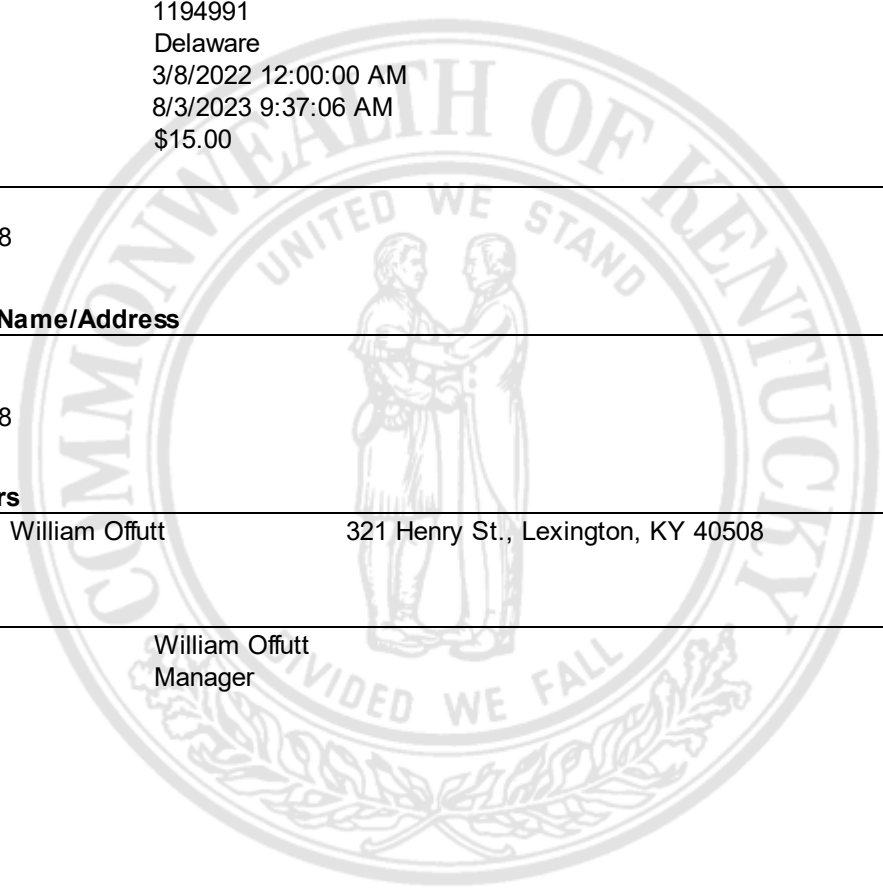 1194991
Delaware
3/8/2022 12:00:00 AM
8/3/2023 9:37:06 AM
$15.00
8
Name/Address
8
rs
William Offutt 321 Henry St., Lexington, KY 40508
William Offutt
Manager
COMMONWEALTH OF KENTUCKY
UNITED WE STAND
DIVIDED WE FALL